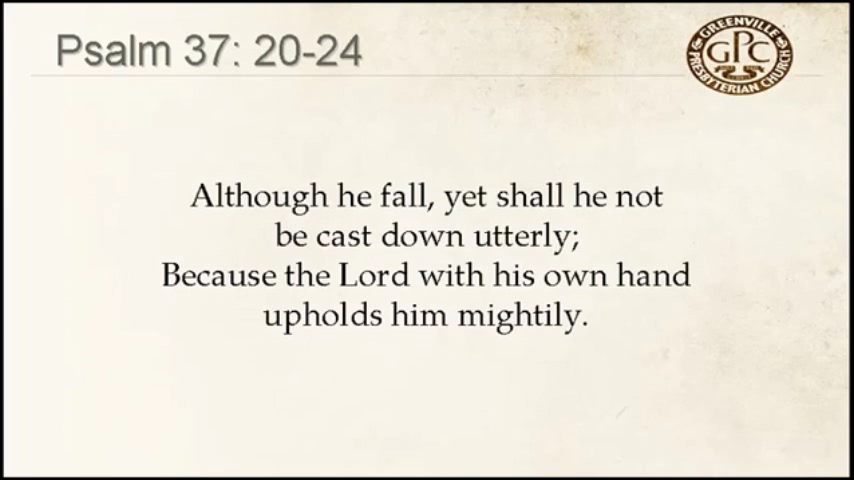 Psalm 37: 20-24
GREENVILLE
GPC
PRESBYTERIAN CHURCH
Although he fall, yet shall he not
be cast down utterly;
Because the Lord with his own hand
upholds him mightily.